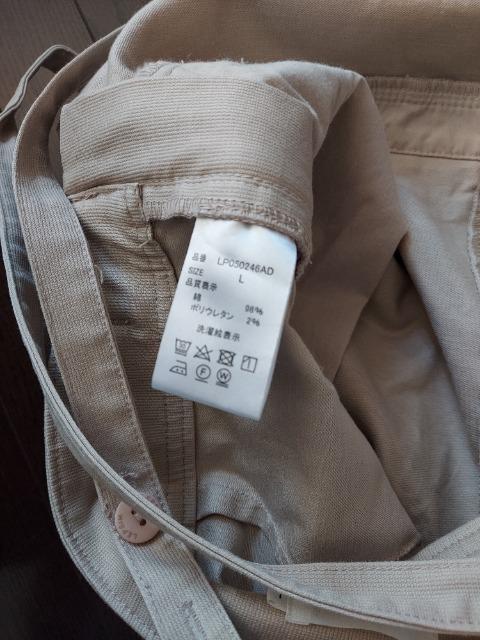 品番 LP050246AD
SIZE L
品質表示
綿 98%
ポリウレタン 2%
洗濯絵表示
F W